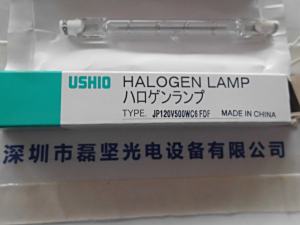 USHIO HALOGEN LAMP
ハロゲンランプ
TYPE. JP120V500WC6 FDF MADE IN CHINA
深圳市磊坚光电设备有限公司